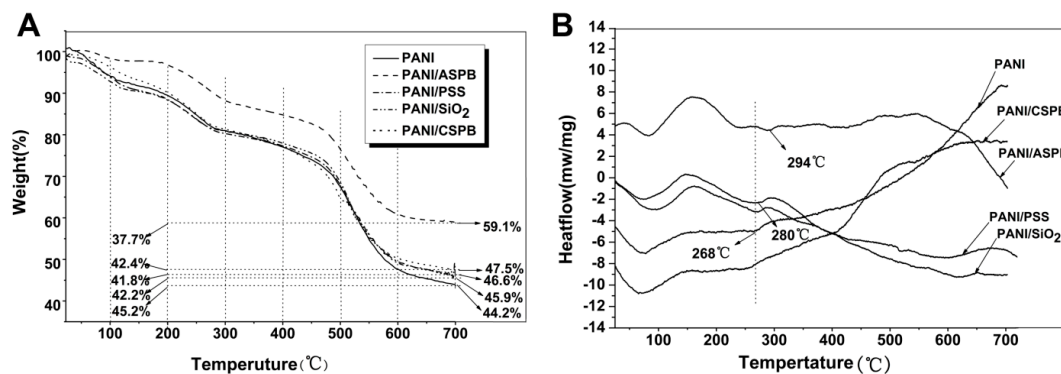 A
100
90
80
70
60
50
40
Weight(%)
PANI
PANI/ASPB
PANI/PSS
PANI/SiO2
PANI/CSPB
37.7%
42.4%
41.8%
42.2%
45.2%
59.1%
47.5%
46.6%
45.9%
44.2%
100 200 300 400 500 600 700
Temperuture(℃)
B
14
12
10
8
6
4
2
0
-2
-4
-6
-8
-10
-12
-14
Heatflow(mw/mg)
PANI
PANI/CSPB
PANI/ASPB
PANI/PSS
PANI/SiO2
294℃
280℃
268℃
100 200 300 400 500 600 700
Tempertature(℃)